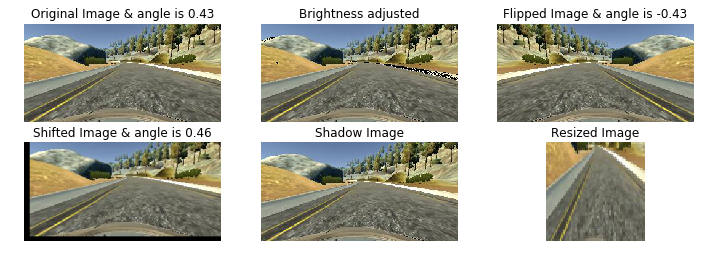 Original Image & angle is 0.43
Brightness adjusted
Flipped Image & angle is -0.43
Shifted Image & angle is 0.46
Shadow Image
Resized Image